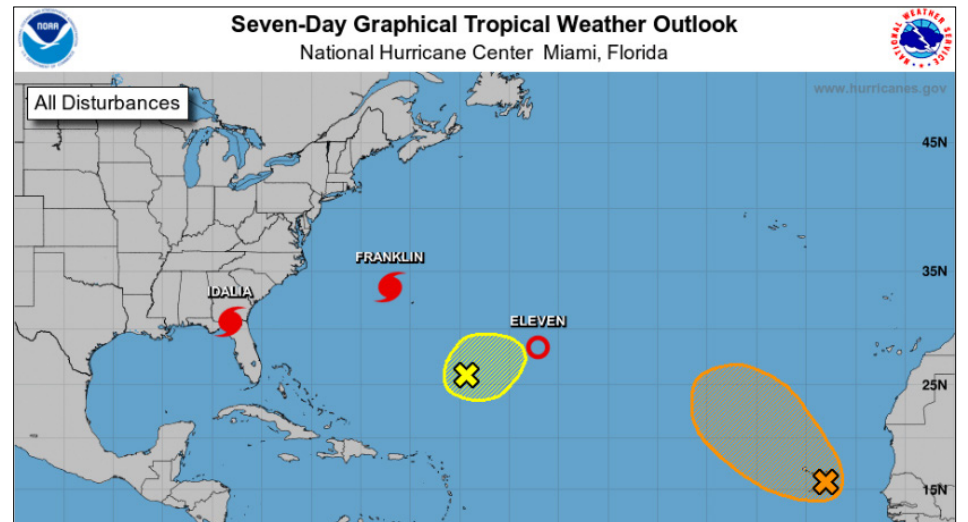 Seven-Day Graphical Tropical Weather Outlook
National Hurricane Center Miami, Florida
NOAA
www.hurricanes.gov
All Disturbances
45N
FRANKLIN
35N
IDALIA
ELEVEN
25N
15N